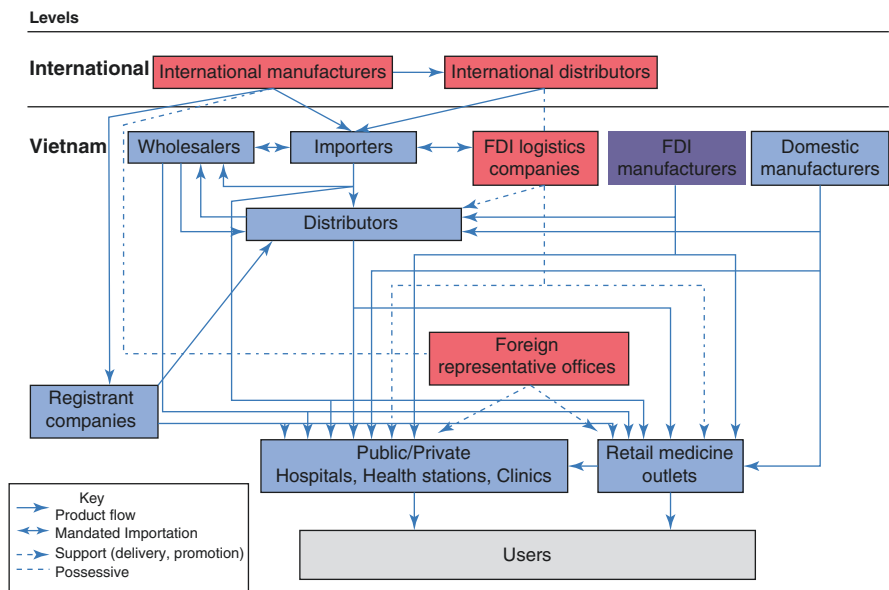 Levels
International
International manufacturers
International distributors
Vietnam
Wholesalers
Importers
FDI logistics
companies
FDI
manufacturers
Domestic
manufacturers
Distributors
Foreign
representative offices
Registrant
companies
Public/Private
Hospitals, Health stations, Clinics
Retail medicine
outlets
Key
Product flow
Mandated Importation
Support (delivery, promotion)
Possessive
Users